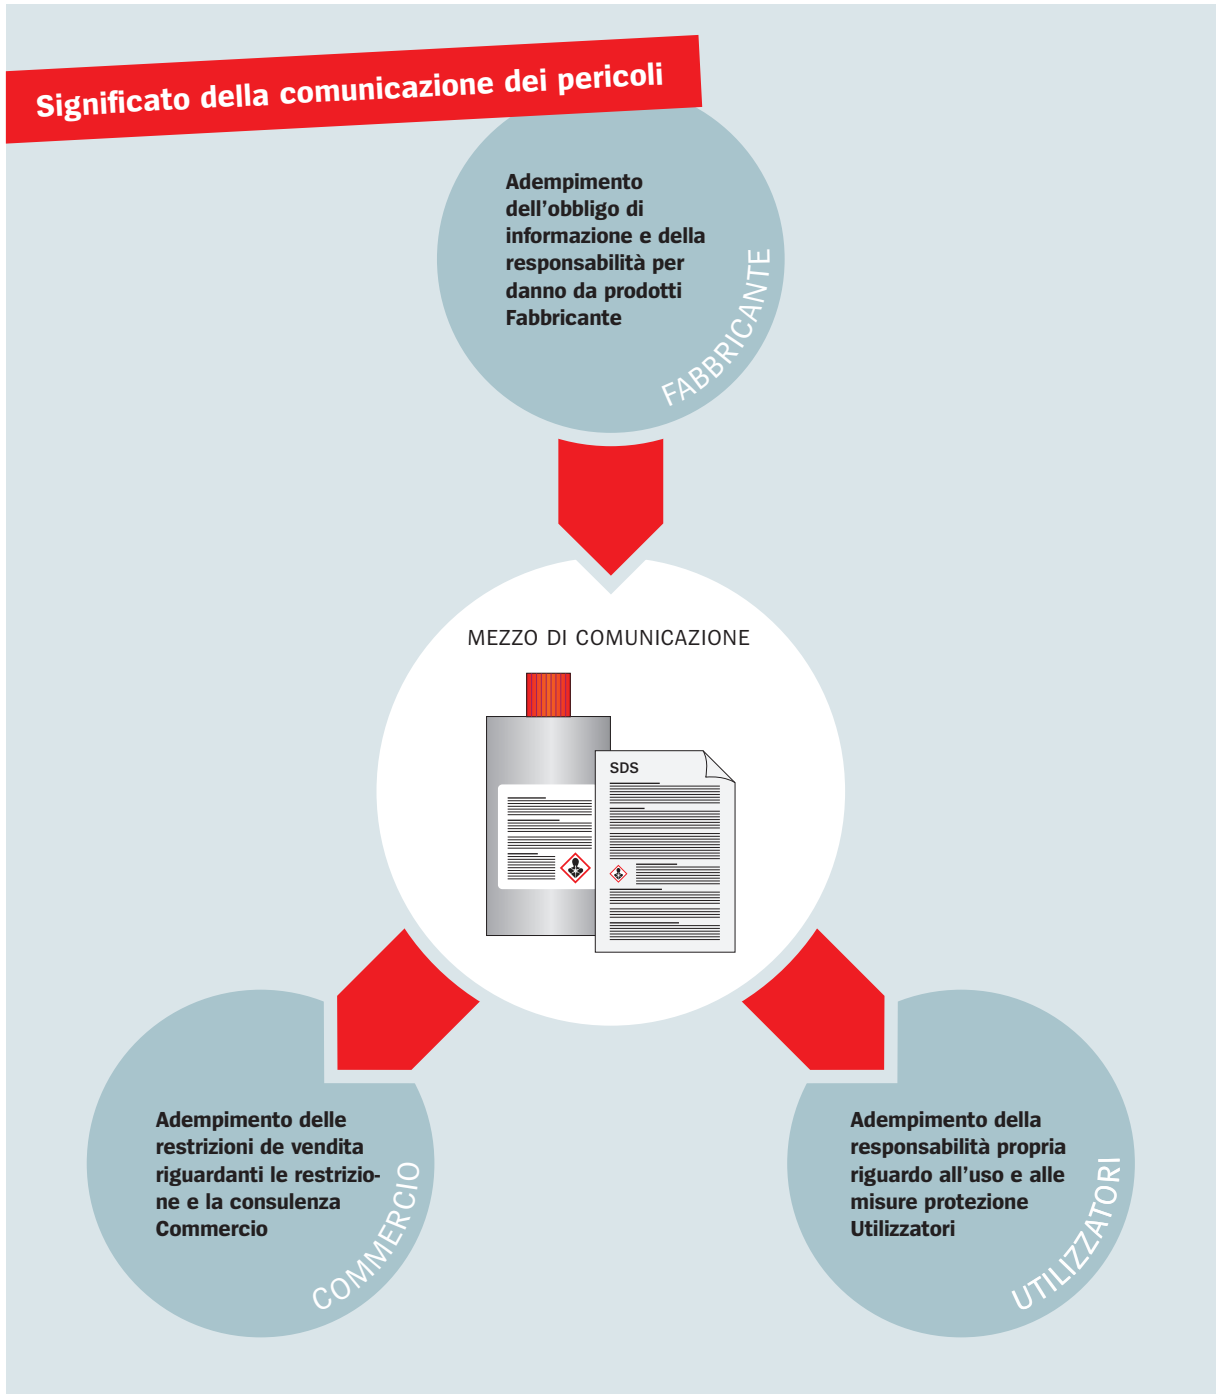 Significato della comunicazione dei pericoli
Adempimento
dell’obbligo di
informazione e della
responsabilità per
danno da prodotti
Fabbricante
FABBRICANTE
MEZZO DI COMUNICAZIONE
SDS
Adempimento delle
restrizioni de vendita
riguardanti le restrizio-
ne e la consulenza
Commercio
COMMERCIO
Adempimento della
responsabilità propria
riguardo all’uso e alle
misure protezione
Utilizzatori
UTILIZZATORI